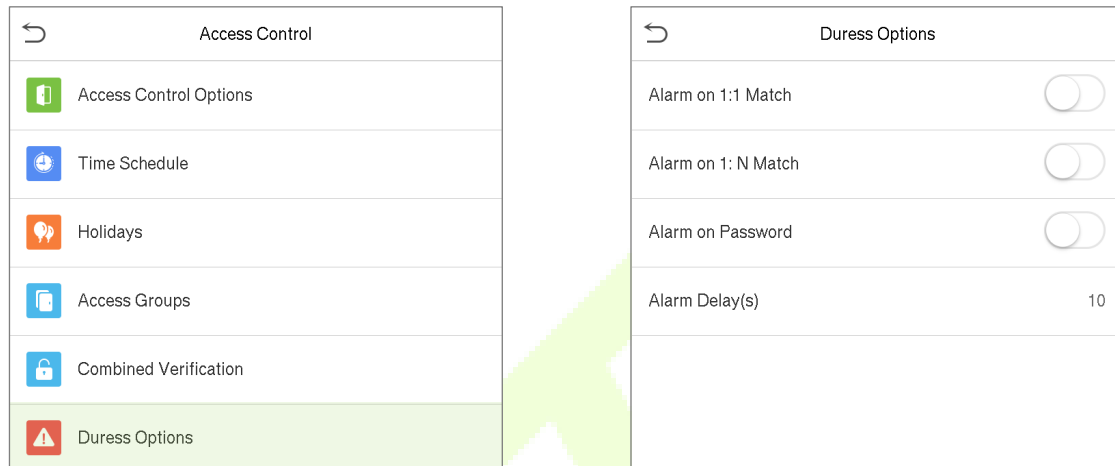 Access Control
Access Control Options
Time Schedule
Holidays
Access Groups
Combined Verification
Duress Options
Duress Options
Alarm on 1:1 Match
Alarm on 1: N Match
Alarm on Password
Alarm Delay(s) 10